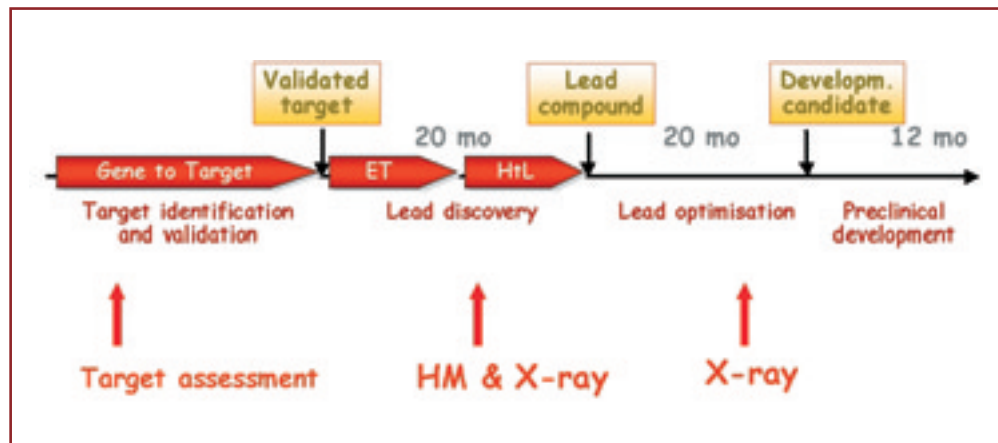 Validated
target
Lead
compound
Developm.
candidate
20 mo
20 mo
12 mo
Gene to Target
ET
HtL
Target identification
and validation
Lead discovery
Lead optimisation
Preclinical
development
Target assessment
HM & X-ray
X-ray